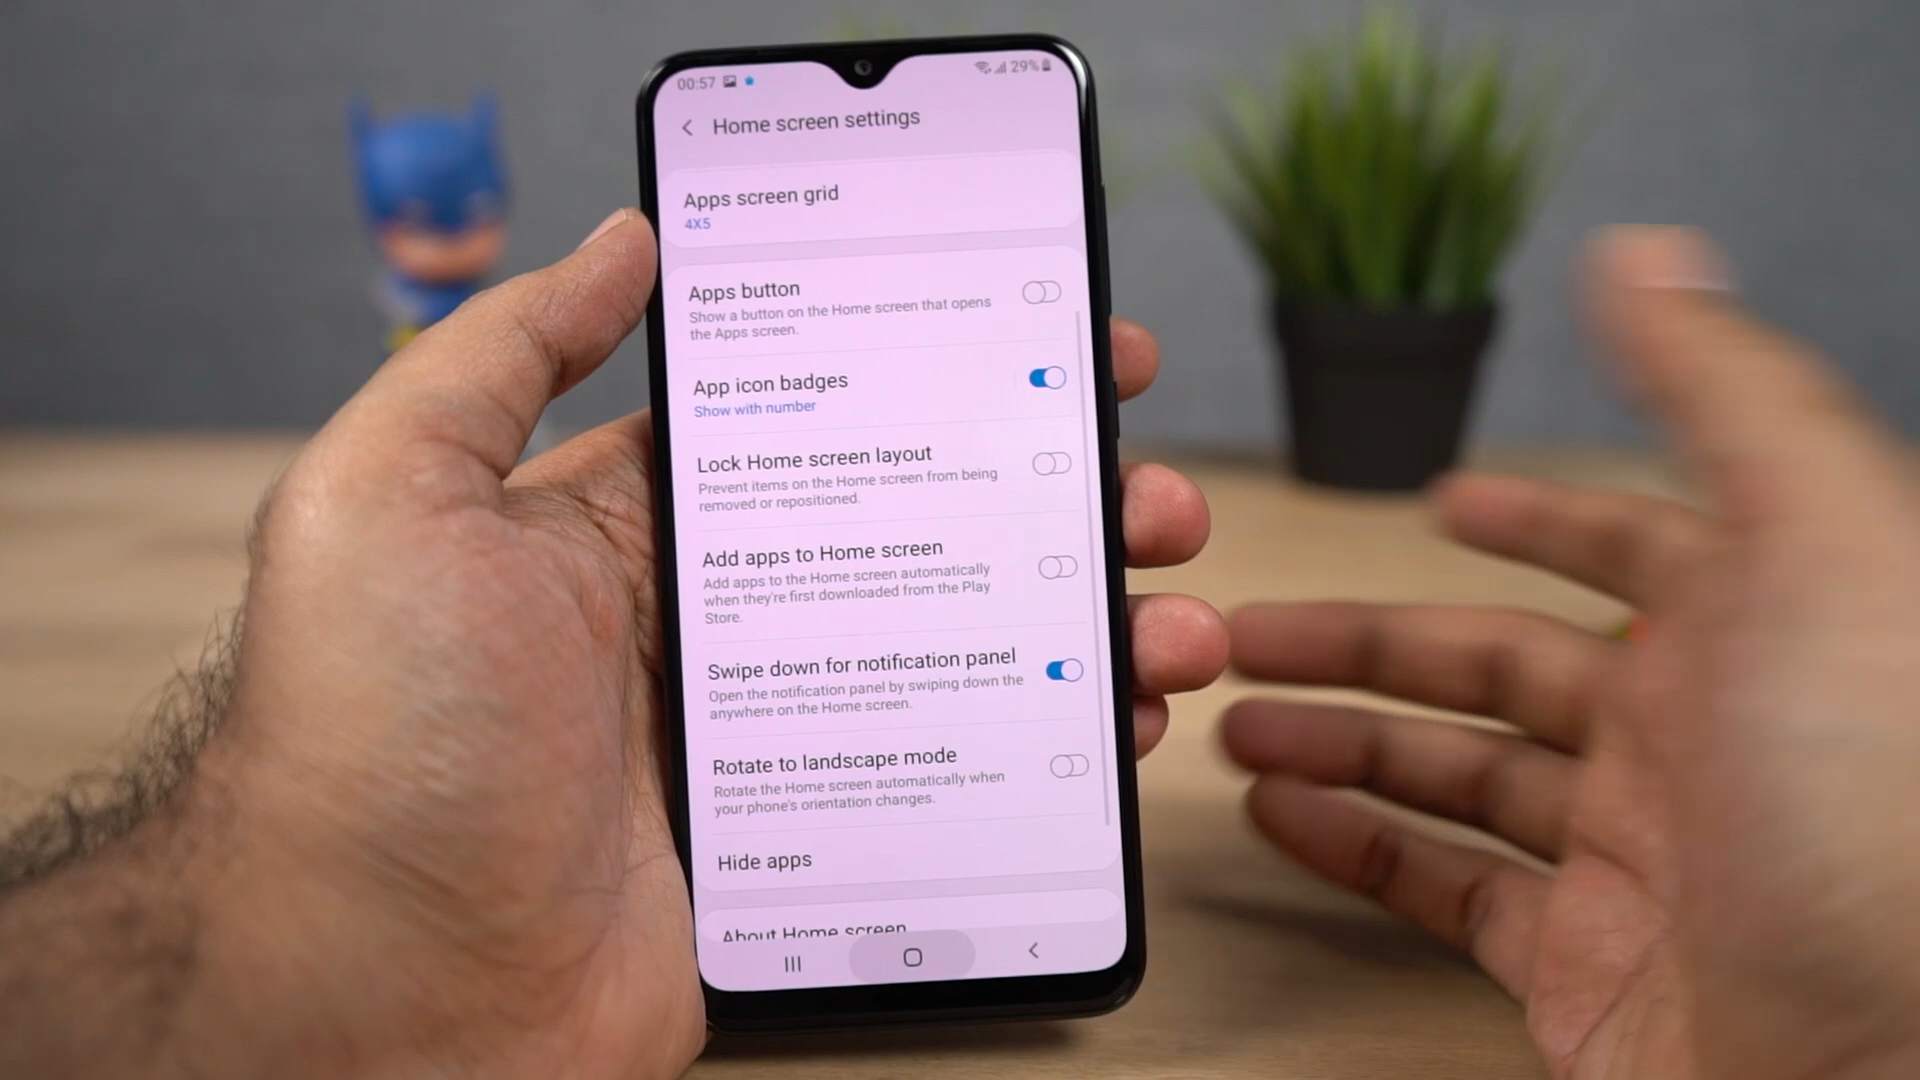 00:57
29%
Home screen settings
Apps screen grid
4X5
Apps button
Show a button on the Home screen that opens
the Apps screen.
App icon badges
Show with number
Lock Home screen layout
Prevent items on the Home screen from being
removed or repositioned.
Add apps to Home screen
Add apps to the Home screen automatically
when they're first downloaded from the Play
Store.
Swipe down for notification panel
Open the notification panel by swiping down the
anywhere on the Home screen.
Rotate to landscape mode
Rotate the Home screen automatically when
your phone's orientation changes.
Hide apps
About Home screen